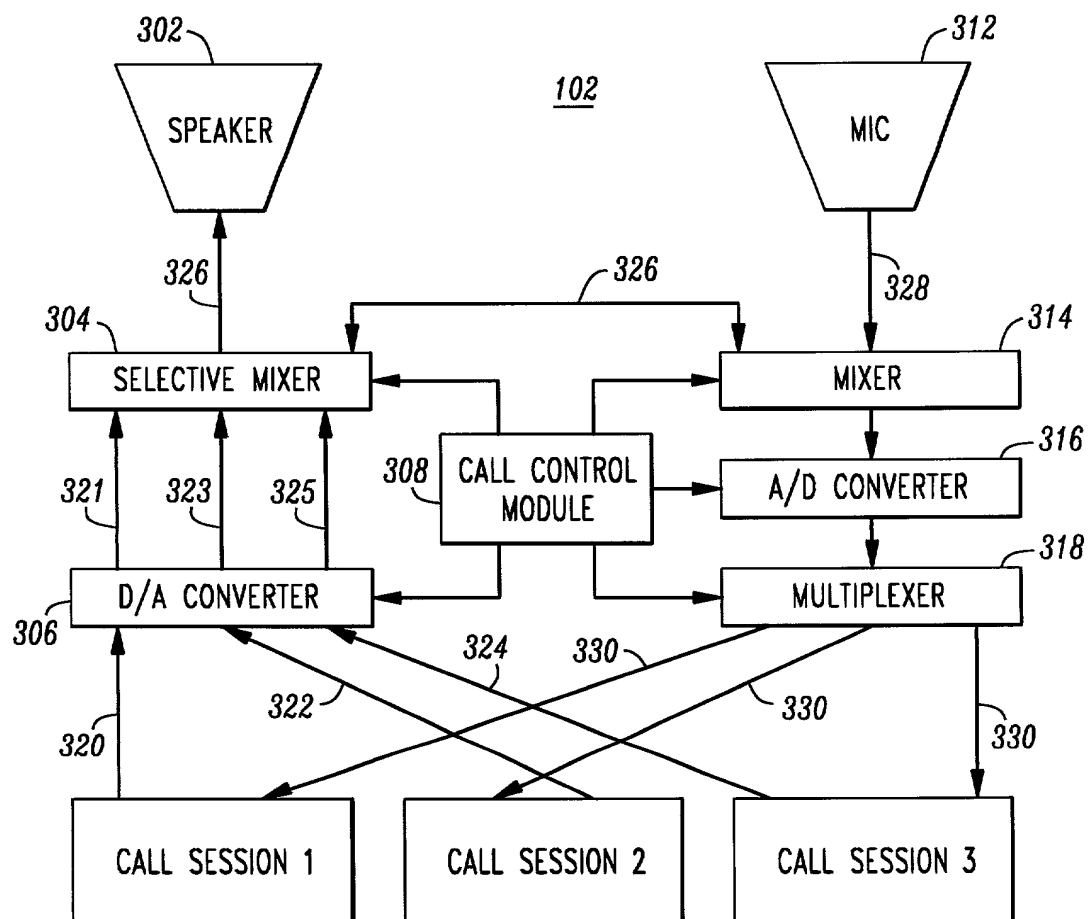 302
312
102
SPEAKER
MIC
326
326
328
304
314
SELECTIVE MIXER
MIXER
316
308
CALL CONTROL
MODULE
A/D CONVERTER
321
323
325
318
D/A CONVERTER
MULTIPLEXER
306
324
330
322
330
320
330
CALL SESSION 1
CALL SESSION 2
CALL SESSION 3